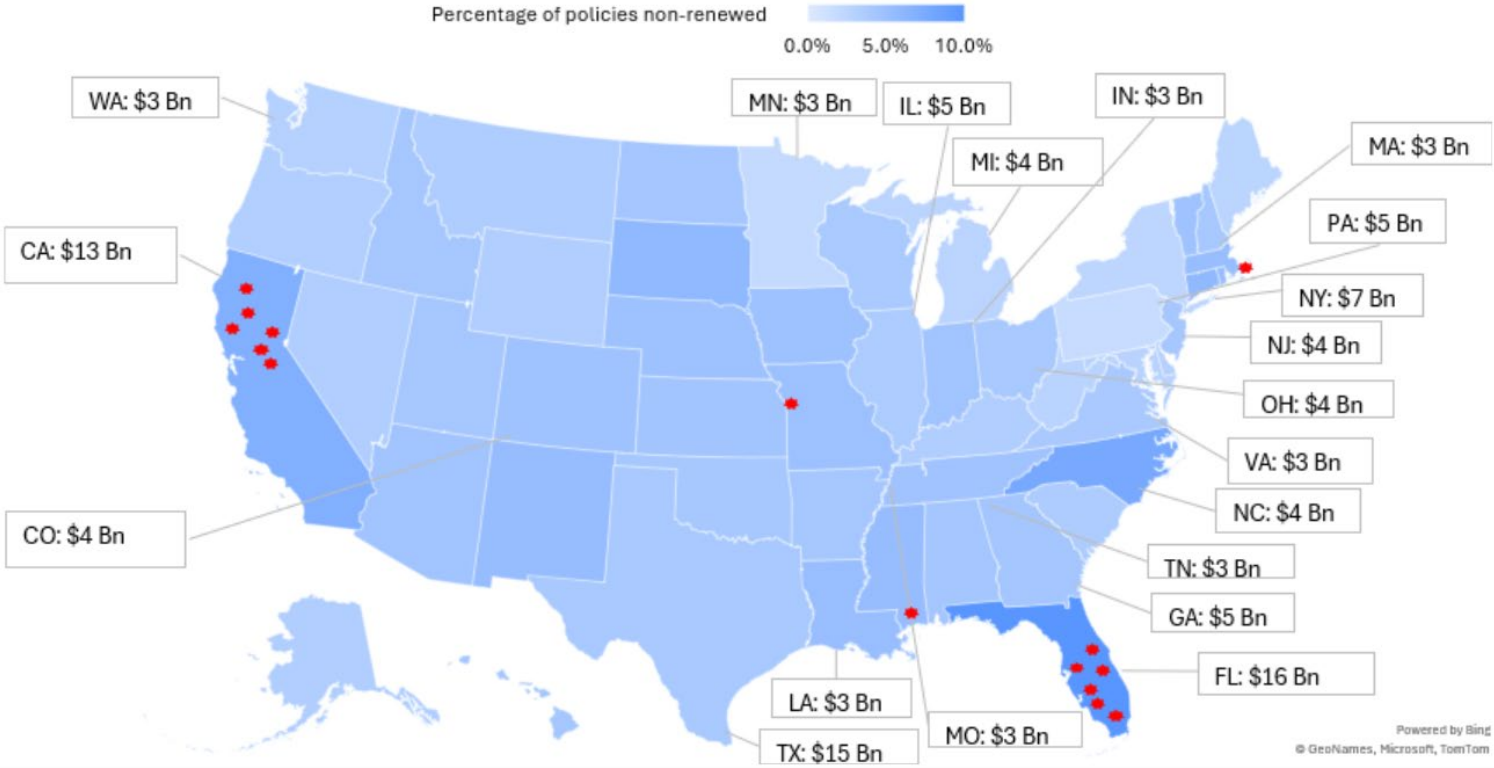 Percentage of policies non-renewed
0.0% 5.0% 10.0%
WA: $3 Bn
MN: $3 Bn
IL: $5 Bn
IN: $3 Bn
MI: $4 Bn
MA: $3 Bn
PA: $5 Bn
CA: $13 Bn
NY: $7 Bn
NJ: $4 Bn
OH: $4 Bn
VA: $3 Bn
NC: $4 Bn
CO: $4 Bn
TN: $3 Bn
GA: $5 Bn
FL: $16 Bn
LA: $3 Bn
MO: $3 Bn
TX: $15 Bn
Powered by Bing
© GeoNames, Microsoft, TomTom